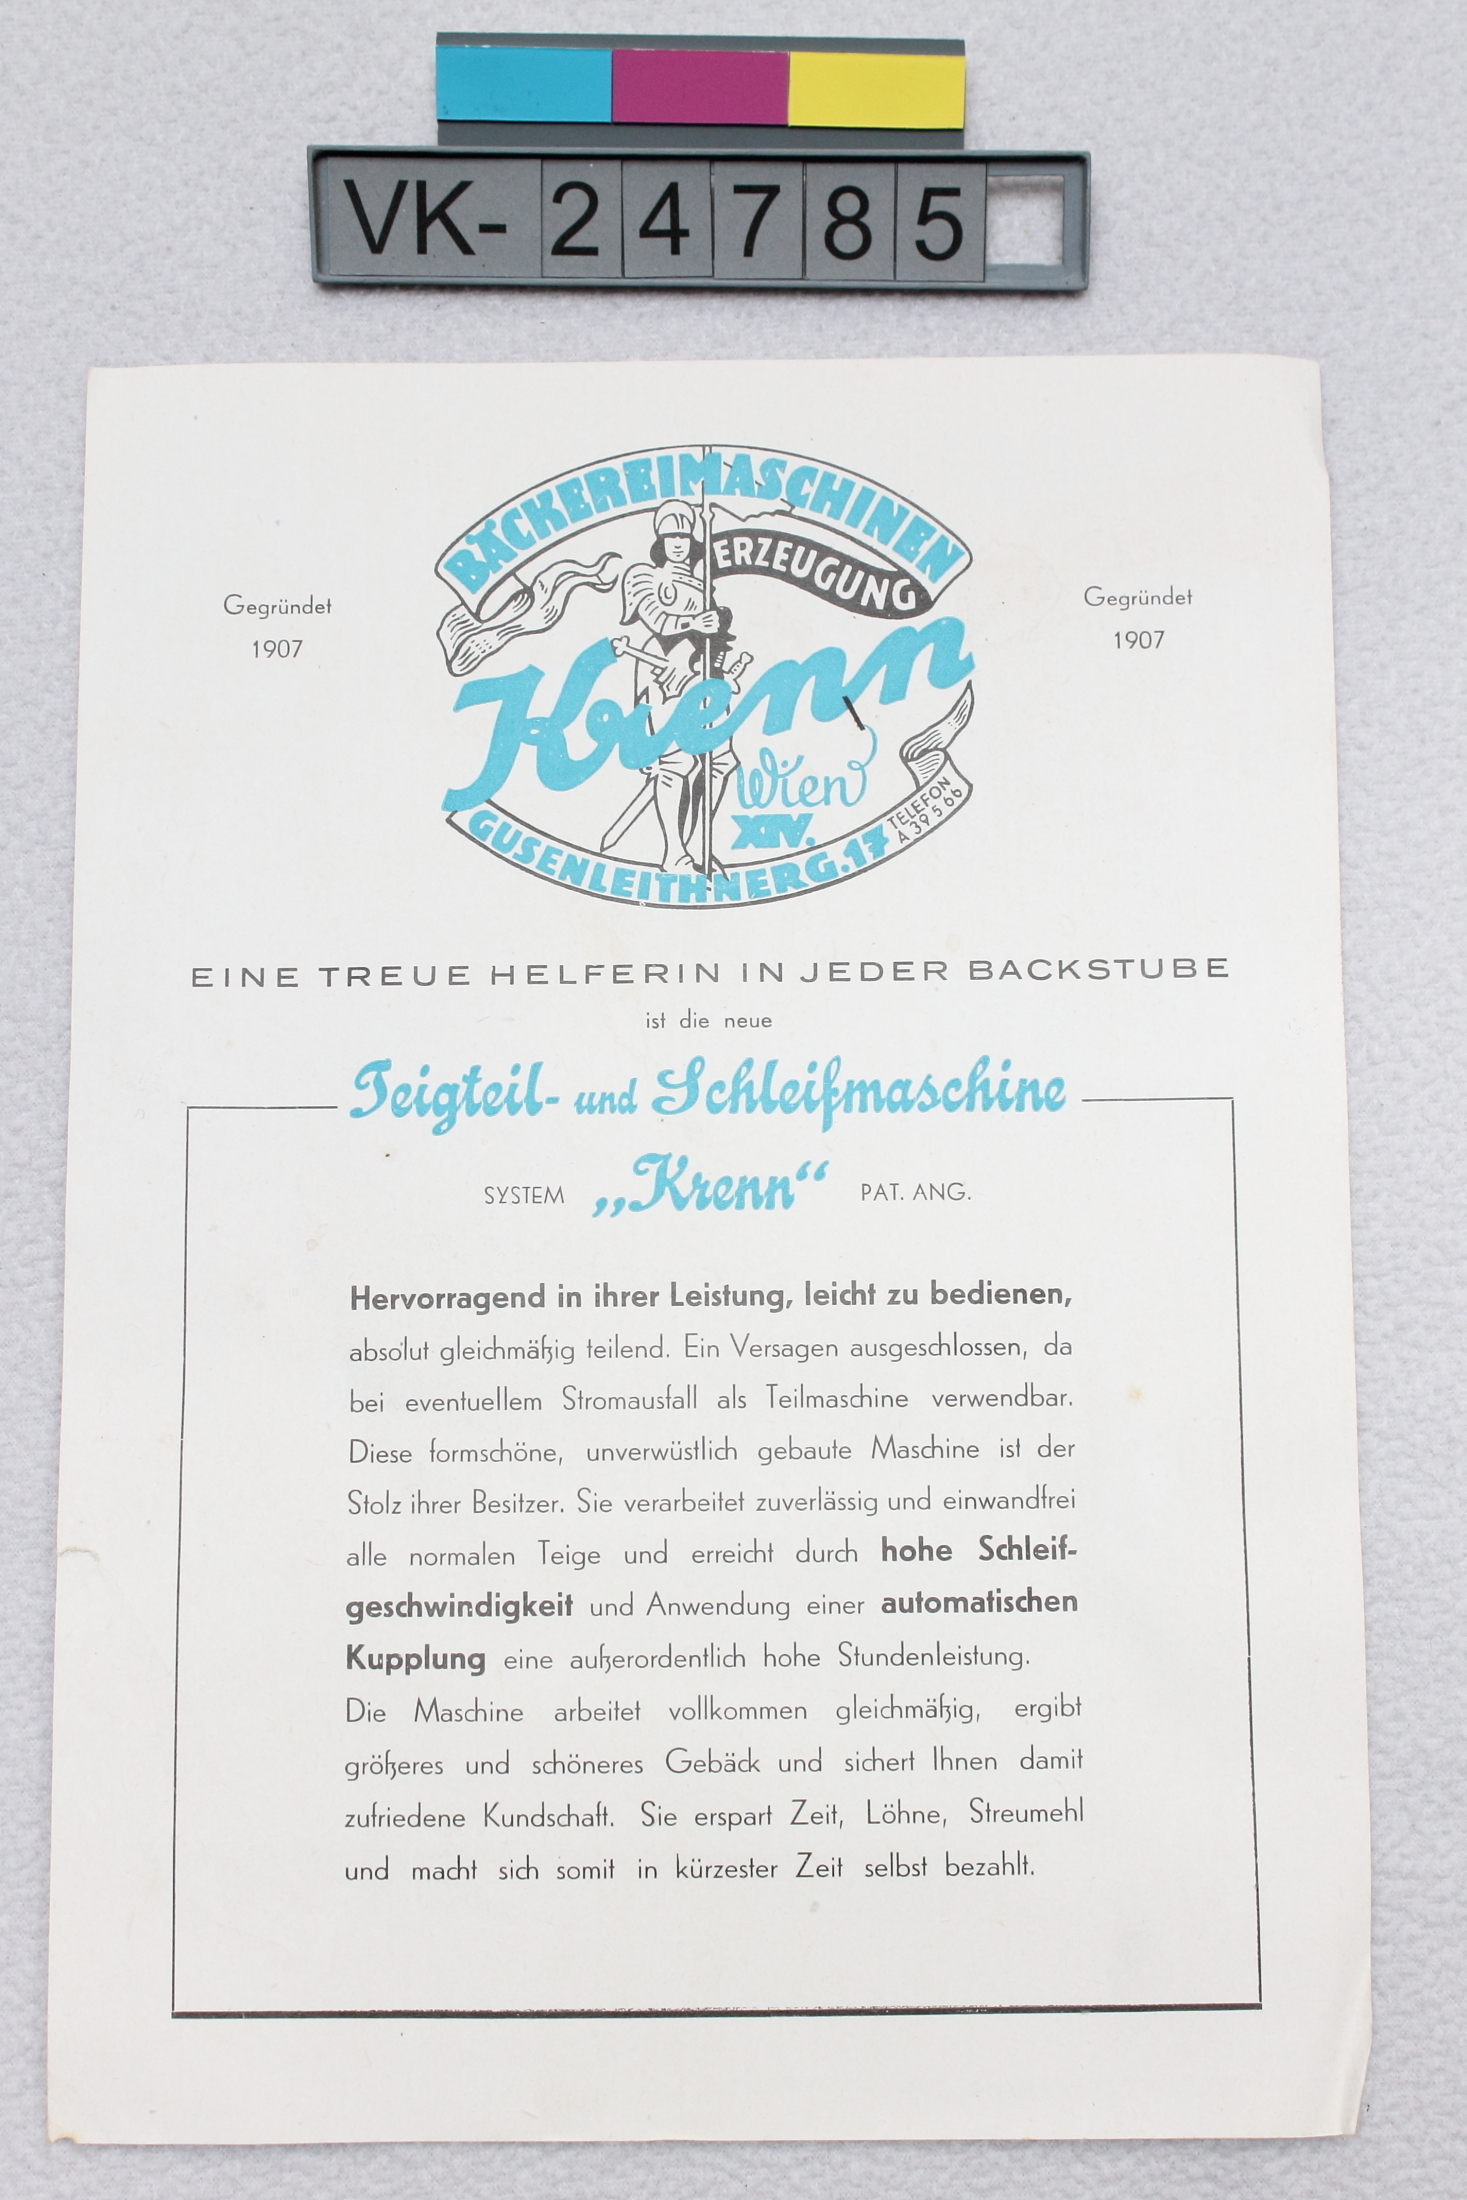 VK-24785
BÄCKEREIMASCHINEN
ERZEUGUNG
Gegründet
1907
Gegründet
1907
Krenn
Wien
XIV.
GUSENLEITHNERG. 17
TELEFON
A 39 5 66
EINE TREUE HELFERIN IN JEDER BACKSTUBE
ist die neue
Teigteil- und Schleifmaschine
SYSTEM „Krenn“ PAT. ANG.
Hervorragend in ihrer Leistung, leicht zu bedienen,
absolut gleichmäßig teilend. Ein Versagen ausgeschlossen, da
bei eventuellem Stromausfall als Teilmaschine verwendbar.
Diese formschöne, unverwüstlich gebaute Maschine ist der
Stolz ihrer Besitzer. Sie verarbeitet zuverlässig und einwandfrei
alle normalen Teige und erreicht durch hohe Schleif-
geschwindigkeit und Anwendung einer automatischen
Kupplung eine außerordentlich hohe Stundenleistung.
Die Maschine arbeitet vollkommen gleichmäßig, ergibt
größeres und schöneres Gebäck und sichert Ihnen damit
zufriedene Kundschaft. Sie erspart Zeit, Löhne, Streumehl
und macht sich somit in kürzester Zeit selbst bezahlt.